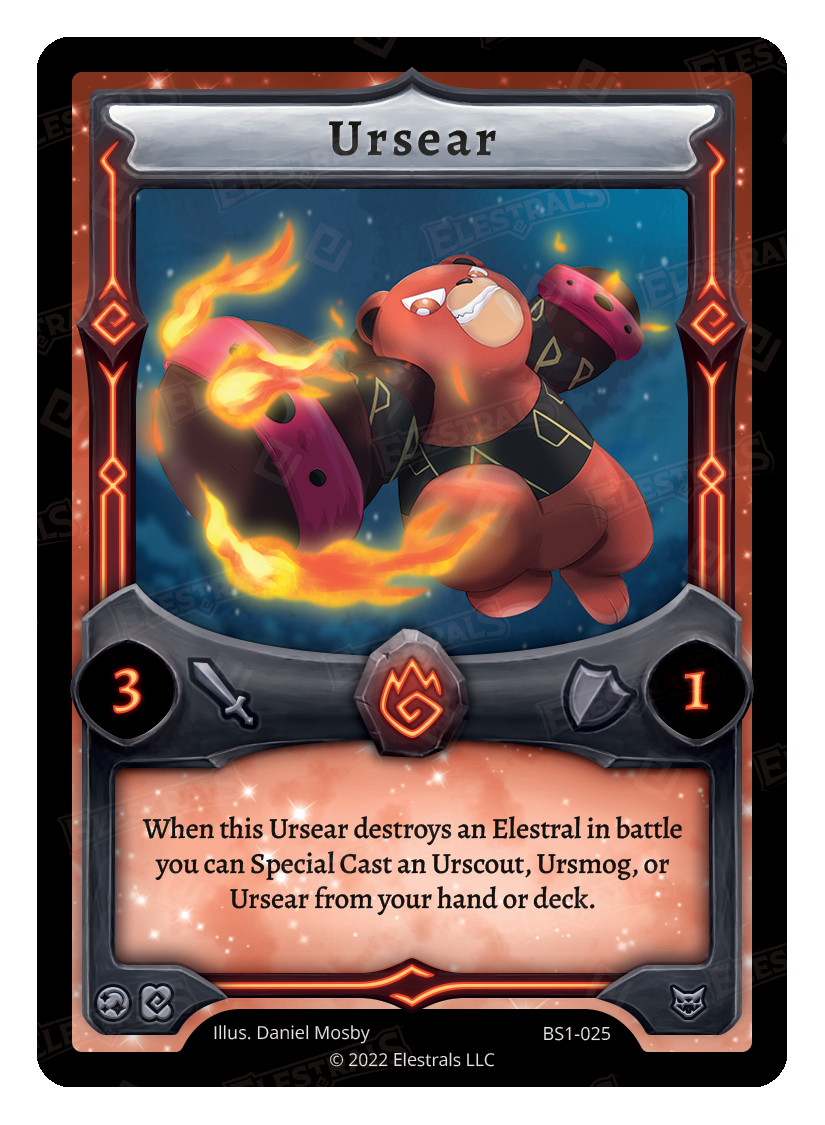 Ursear
ELESTRALS
3
1
When this Ursear destroys an Elestral in battle
you can Special Cast an Urscout, Ursmog, or
Ursear from your hand or deck.
Illus. Daniel Mosby
BS1-025
© 2022 Elestrals LLC